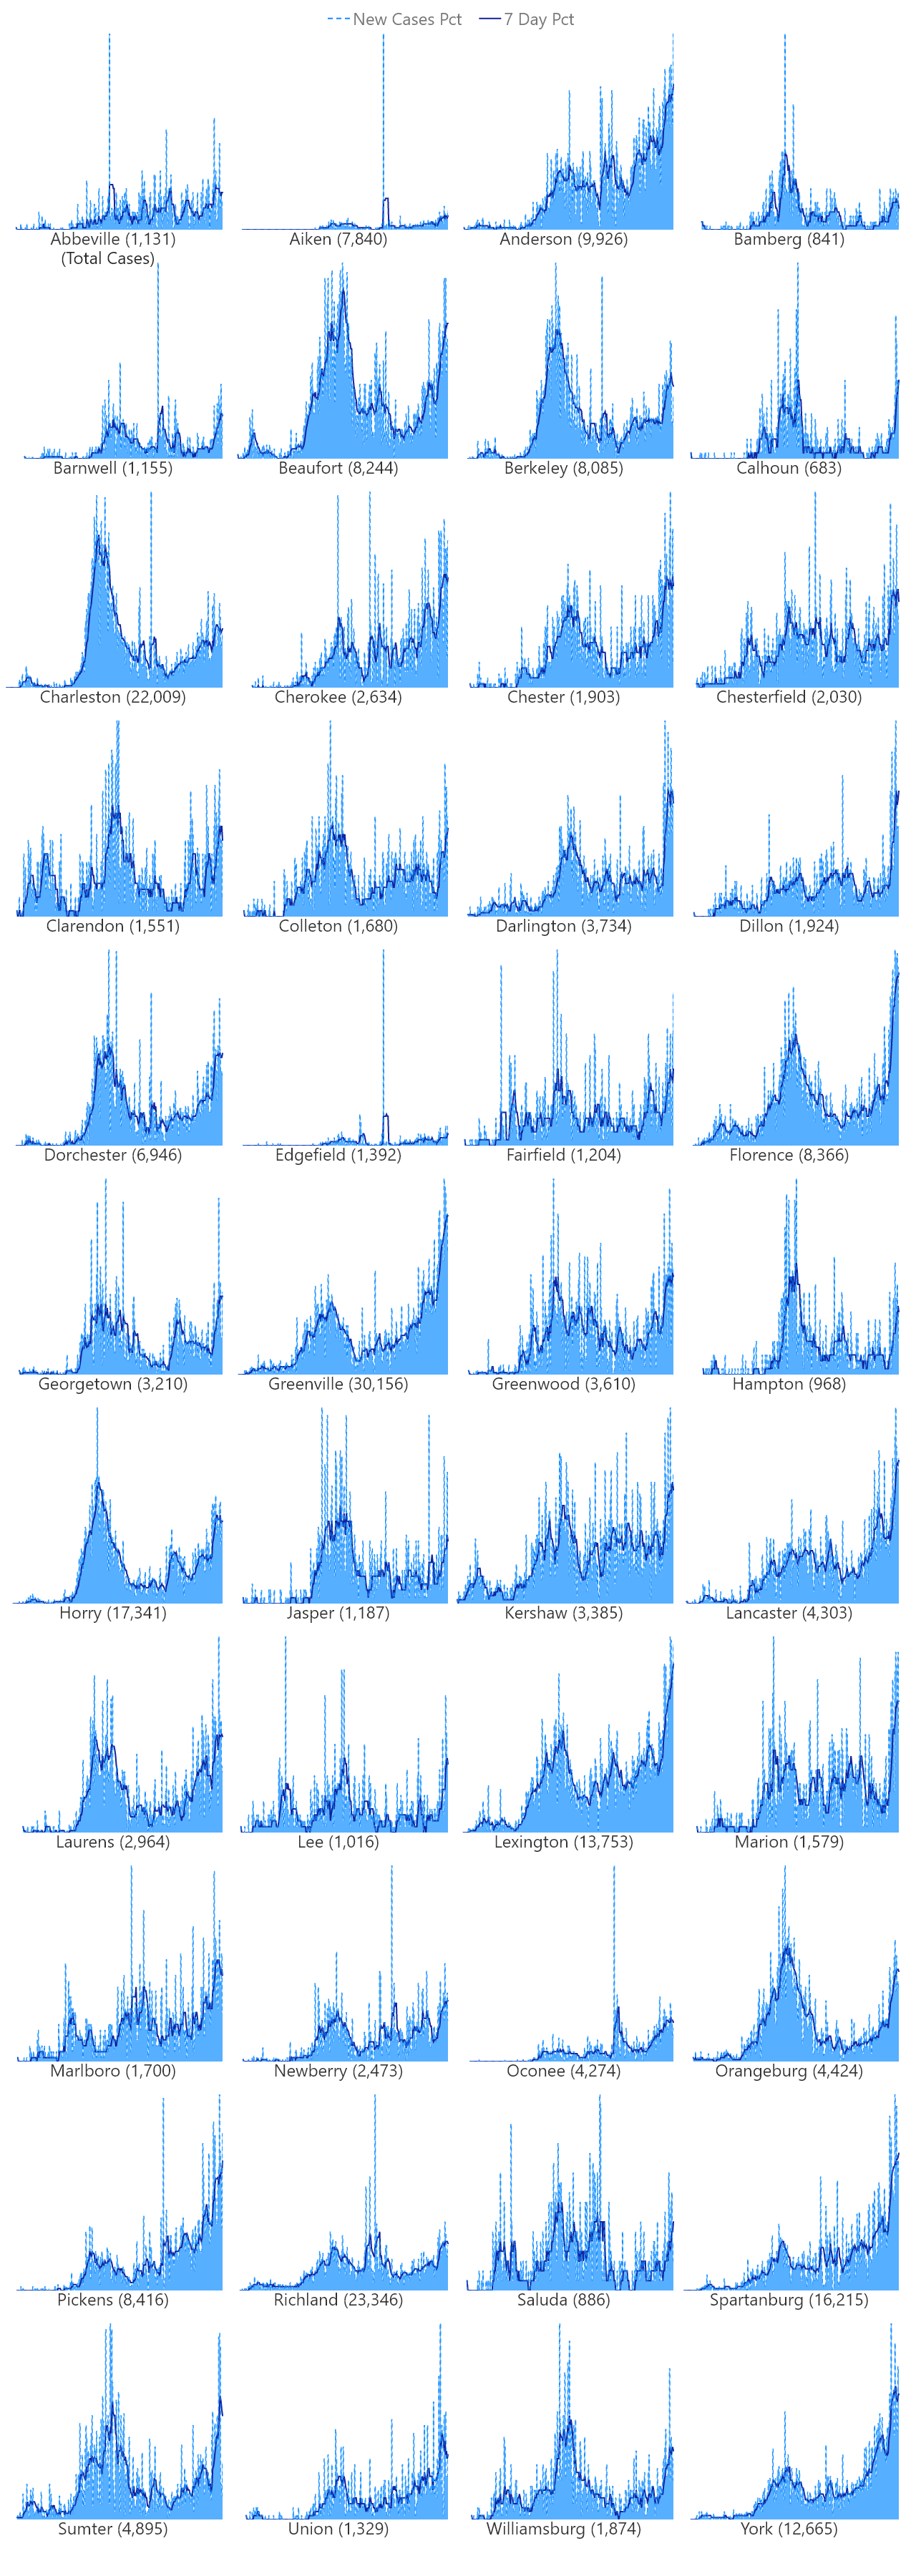 New Cases Pct 7 Day Pct
Abbeville (1,131) Aiken (7,840) Anderson (9,926) Bamberg (841)
(Total Cases)
Barnwell (1,155) Beaufort (8,244) Berkeley (8,085) Calhoun (683)
Charleston (22,009) Cherokee (2,634) Chester (1,903) Chesterfield (2,030)
Clarendon (1,551) Colleton (1,680) Darlington (3,734) Dillon (1,924)
Dorchester (6,946) Edgefield (1,392) Fairfield (1,204) Florence (8,366)
Georgetown (3,210) Greenville (30,156) Greenwood (3,610) Hampton (968)
Horry (17,341) Jasper (1,187) Kershaw (3,385) Lancaster (4,303)
Laurens (2,964) Lee (1,016) Lexington (13,753) Marion (1,579)
Marlboro (1,700) Newberry (2,473) Oconee (4,274) Orangeburg (4,424)
Pickens (8,416) Richland (23,346) Saluda (886) Spartanburg (16,215)
Sumter (4,895) Union (1,329) Williamsburg (1,874) York (12,665)